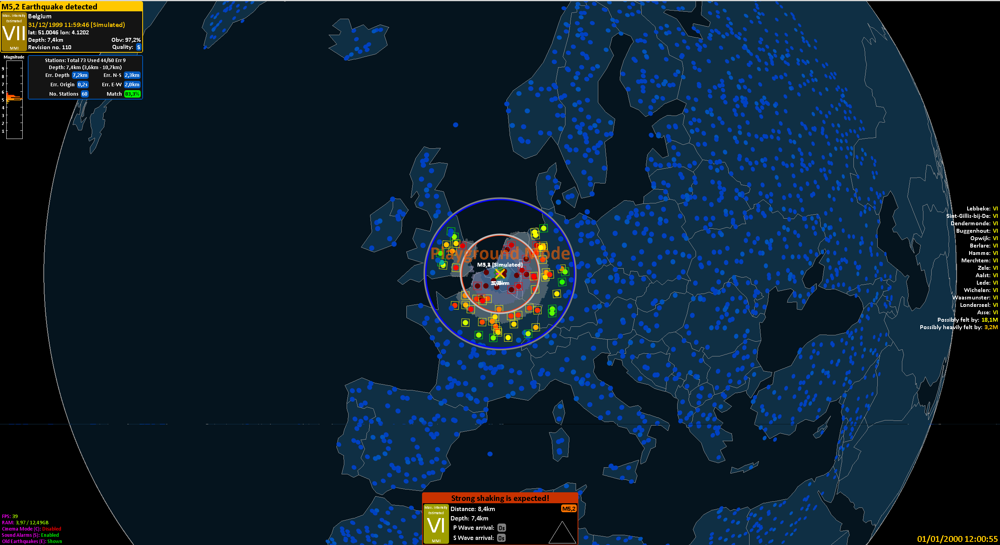 M5,2 Earthquake detected
Max. Intensity
Estimated
VII
MMI
Belgium
31/12/1999 11:59:46 (Simulated)
lat: 51.0046 lon: 4.1202
Depth: 7,4km
Obv: 97,2%
Revision no. 110
Quality: S
Magnitude
9
8
7
6
5
4
3
2
1
Stations: Total 73 Used 44/60 Err 9
Depth: 7,4km (3,6km - 10,7km)
Err. Depth 7,2km
Err. N-S 2,3km
Err. Origin 0,2s
Err. E-W 2,0km
No. Stations 60
Match 83,3%
Playground Mode
(Simulated)
Lebbeke: VI
Sint-Gillis-bij-De: VI
Dendermonde: VI
Buggenhout: VI
Opwijk: VI
Berlare: VI
Hamme: VI
Merchtem: VI
Zele: VI
Aalst: VI
Lede: VI
Wichelen: VI
Waasmunster: VI
Londerzeel: VI
Asse: VI
Possibly felt by: 18,1M
Possibly heavily felt by: 3,2M
Strong shaking is expected!
Max. Intensity
Estimated
VI
MMI
Distance: 8,4km
M5,2
Depth: 7,4km
P Wave arrival: 0s
S Wave arrival: 0s
FPS: 39
RAM: 3,97 / 12,49GB
Cinema Mode (C): Disabled
Sound Alarms (S): Enabled
Old Earthquakes (E): Shown
01/01/2000 12:00:55